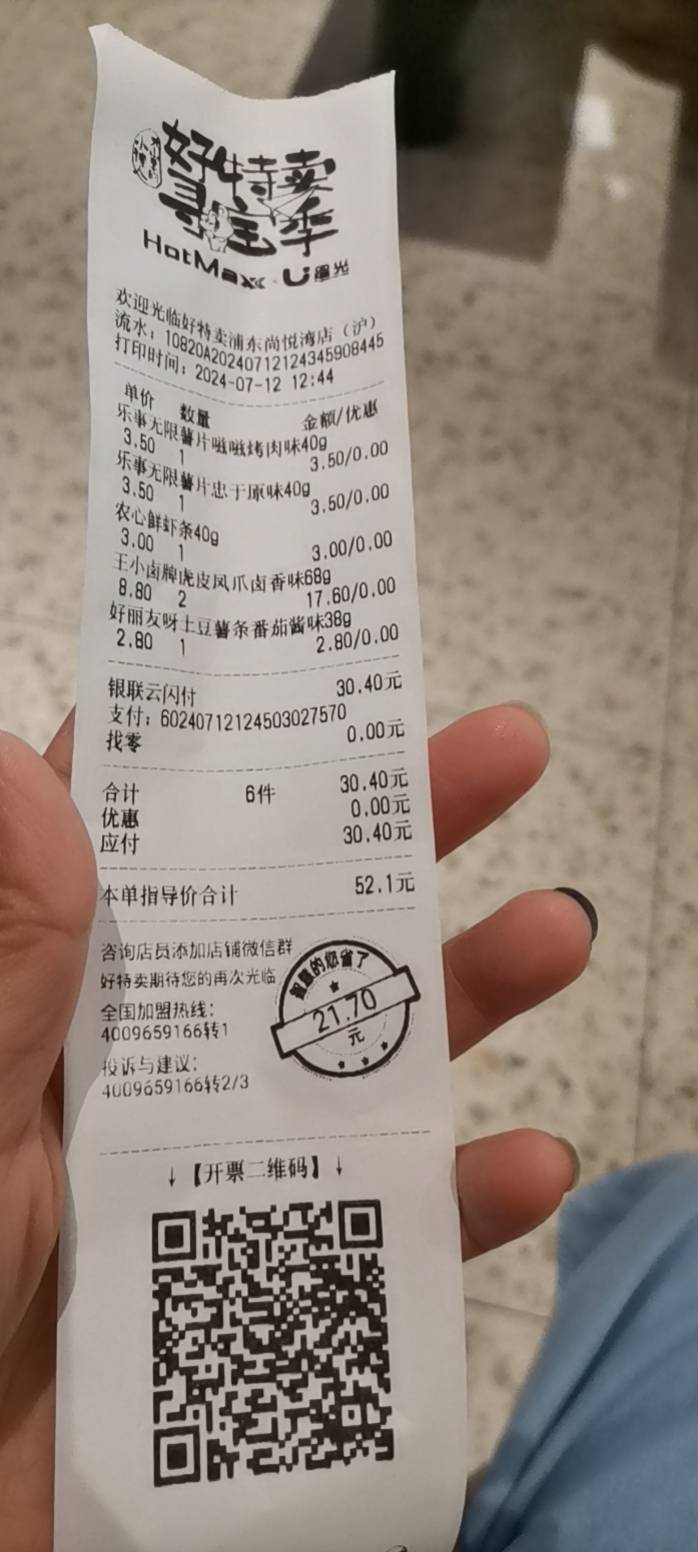 好特卖
寻宝季
HotMaxx U星光
欢迎光临好特卖浦东尚悦湾店（沪）
流水：10820A20240712124345908445
打印时间：2024-07-12 12:44
单价 数量 金额/优惠
乐事无限薯片嗞嗞烤肉味40g
3.50 1 3.50/0.00
乐事无限薯片忠于原味40g
3.50 1 3.50/0.00
农心鲜虾条40g
3.00 1 3.00/0.00
王小卤牌虎皮凤爪卤香味68g
8.80 2 17.60/0.00
好丽友呀土豆薯条番茄酱味38g
2.80 1 2.80/0.00
银联云闪付 30.40元
支付：60240712124503027570
找零 0.00元
合计 6件 30.40元
优惠 0.00元
应付 30.40元
本单指导价合计 52.1元
咨询店员添加店铺微信群
好特卖期待您的再次光临
全国加盟热线：
4009659166转1
投诉与建议：
4009659166转2/3
智慧的您省了
21.70
元
↓【开票二维码】↓